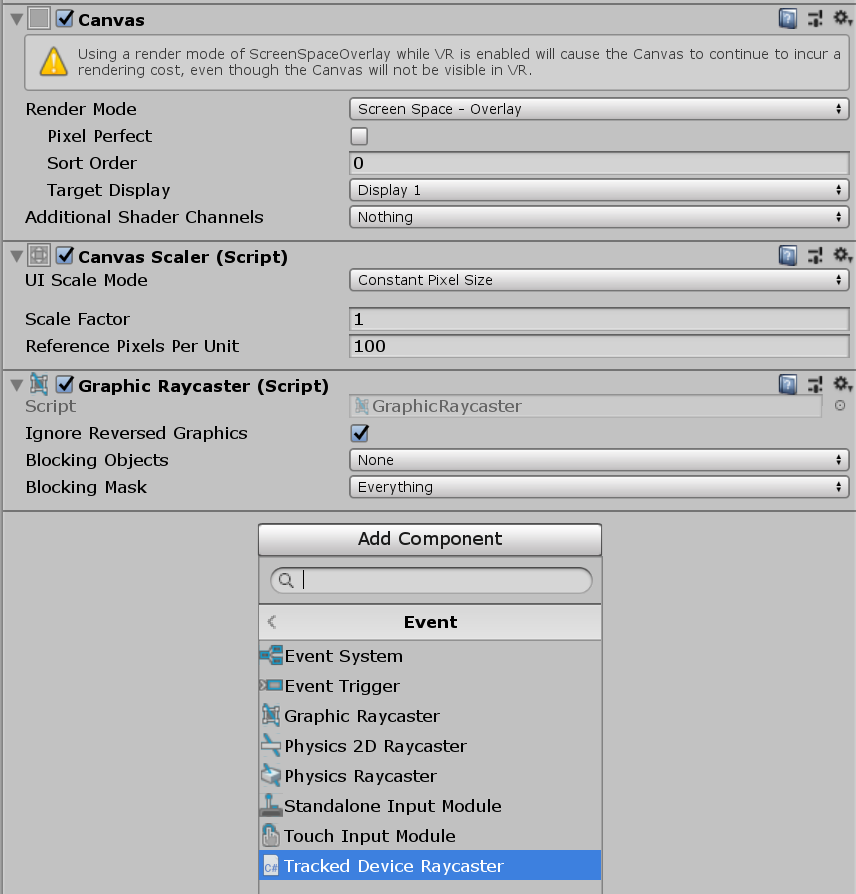 Canvas
Using a render mode of ScreenSpaceOverlay while VR is enabled will cause the Canvas to continue to incur a
rendering cost, even though the Canvas will not be visible in VR.
Render Mode
Screen Space - Overlay
Pixel Perfect
Sort Order
0
Target Display
Display 1
Additional Shader Channels
Nothing
Canvas Scaler (Script)
UI Scale Mode
Constant Pixel Size
Scale Factor
1
Reference Pixels Per Unit
100
Graphic Raycaster (Script)
Script
GraphicRaycaster
Ignore Reversed Graphics
Blocking Objects
None
Blocking Mask
Everything
Add Component
Event
Event System
Event Trigger
Graphic Raycaster
Physics 2D Raycaster
Physics Raycaster
Standalone Input Module
Touch Input Module
C# Tracked Device Raycaster